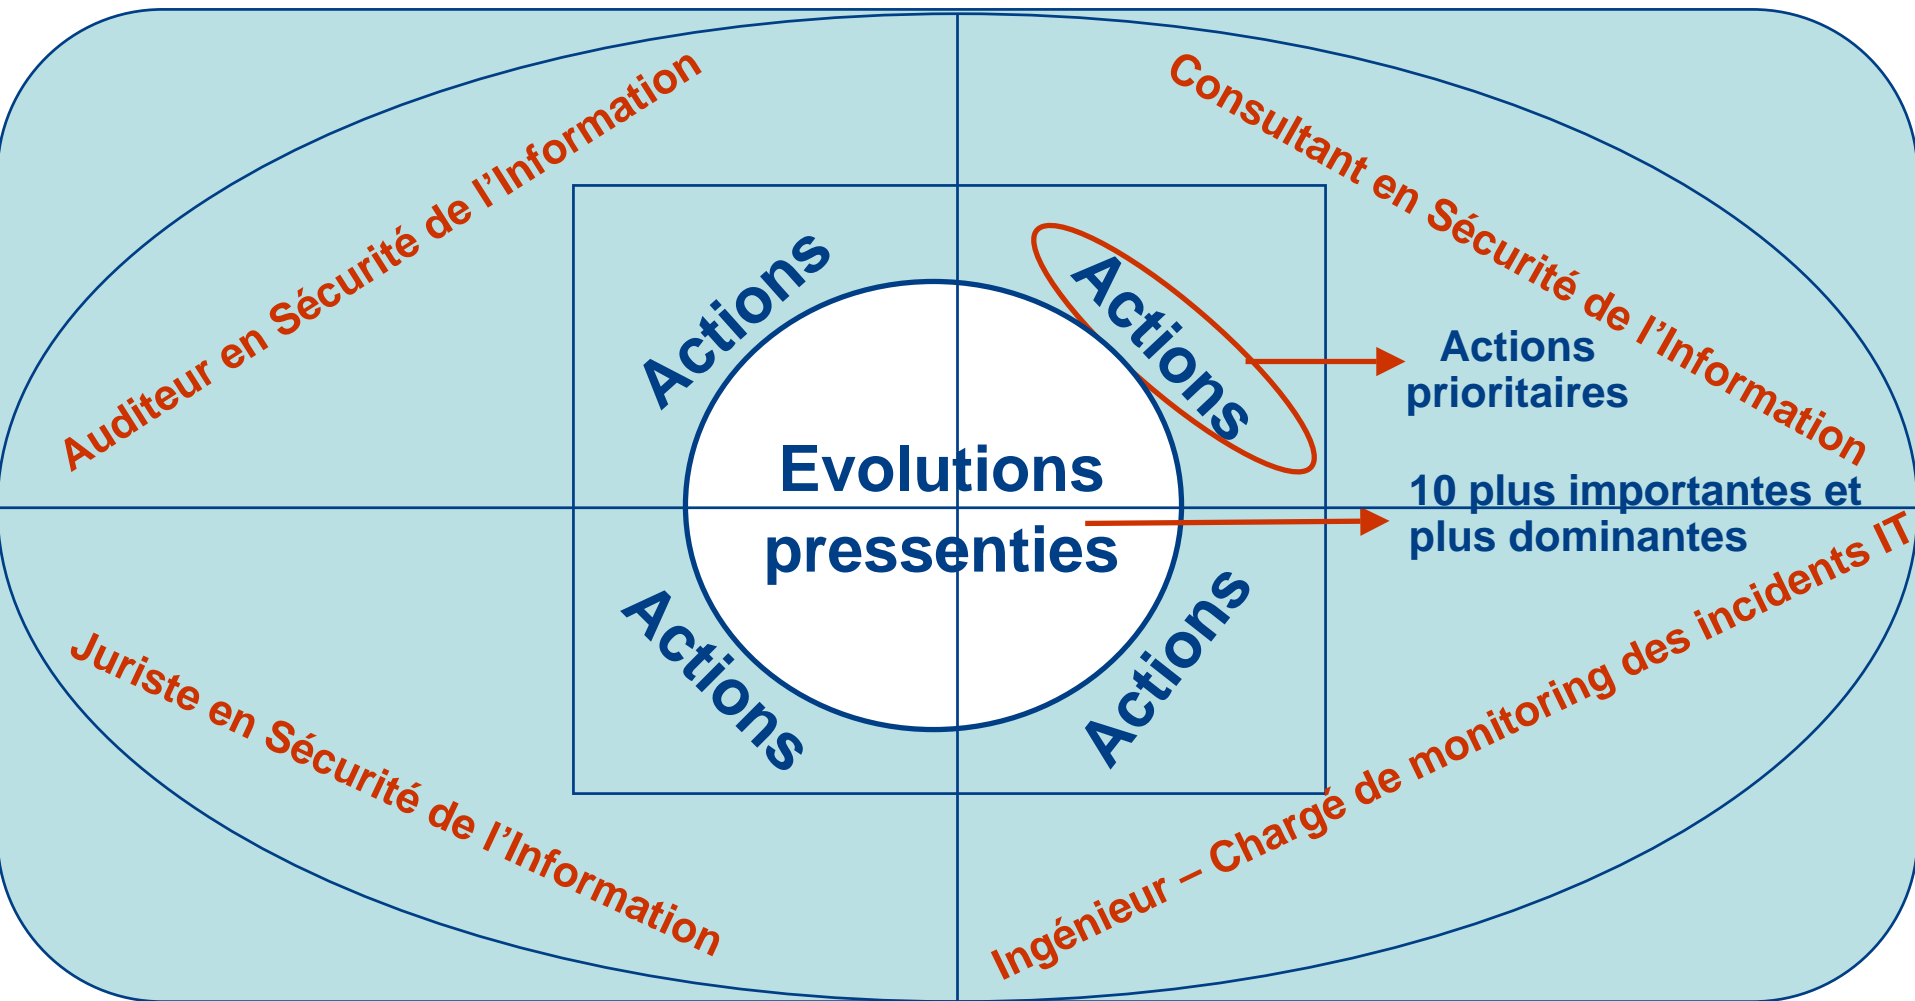 Auditeur en Sécurité de l’Information
Consultant en Sécurité de l’Information
Actions
Actions
Actions
prioritaires
Evolutions
pressenties
10 plus importantes et
plus dominantes
Actions
Actions
Juriste en Sécurité de l’Information
Ingénieur – Chargé de monitoring des incidents IT